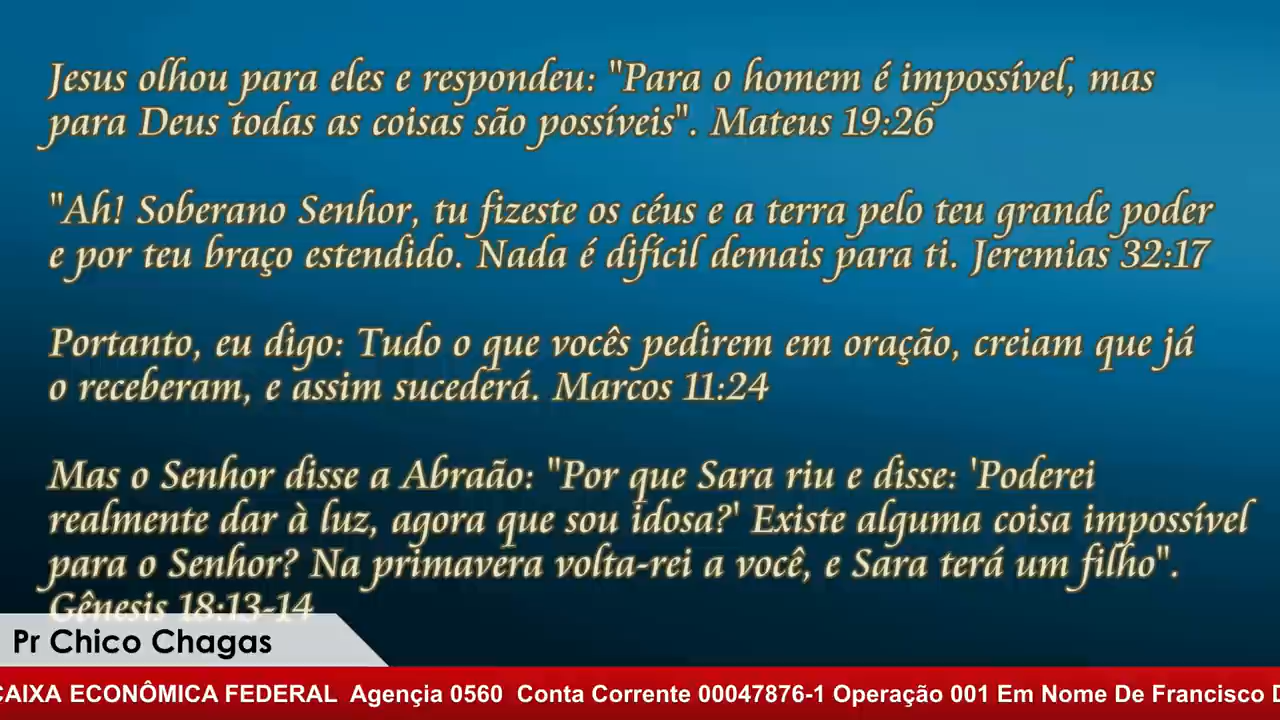 Jesus olhou para eles e respondeu: "Para o homem é impossível, mas
para Deus todas as coisas são possíveis". Mateus 19:26
"Ah! Soberano Senhor, tu fizeste os céus e a terra pelo teu grande poder
e por teu braço estendido. Nada é difícil demais para ti. Jeremias 32:17
Portanto, eu digo: Tudo o que vocês pedirem em oração, creiam que já
o receberam, e assim sucederá. Marcos 11:24
Mas o Senhor disse a Abraão: "Por que Sara riu e disse: 'Poderei
realmente dar à luz, agora que sou idosa?' Existe alguma coisa impossível
para o Senhor? Na primavera volta-rei a você, e Sara terá um filho".
Gênesis 18:13-14
Pr Chico Chagas
CAIXA ECONÔMICA FEDERAL Agençia 0560 Conta Corrente 00047876-1 Operação 001 Em Nome De Francisco